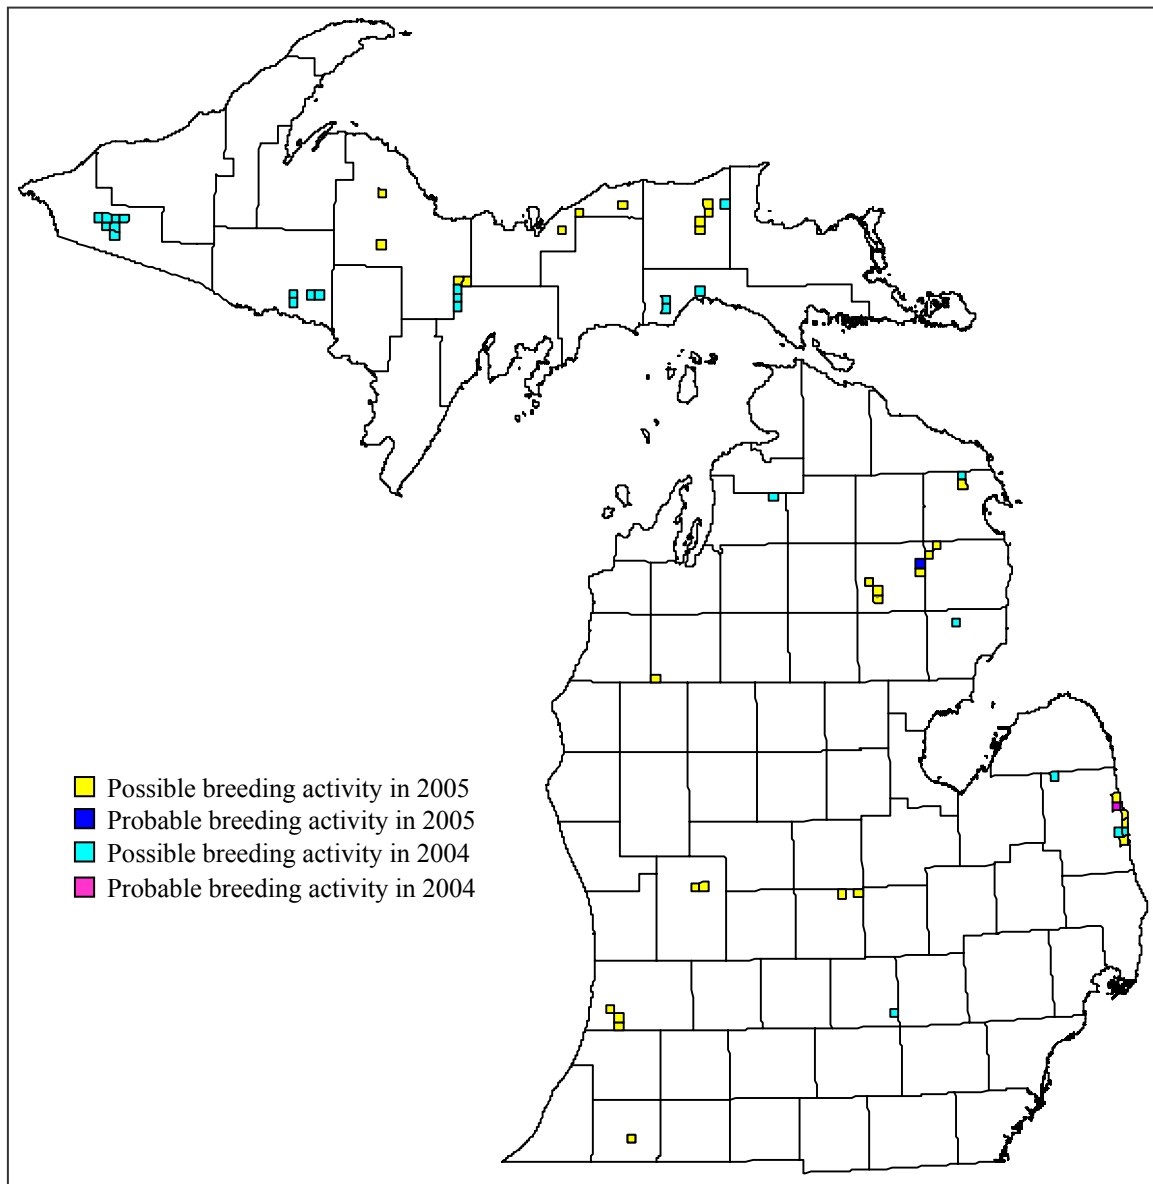 Possible breeding activity in 2005
Probable breeding activity in 2005
Possible breeding activity in 2004
Probable breeding activity in 2004